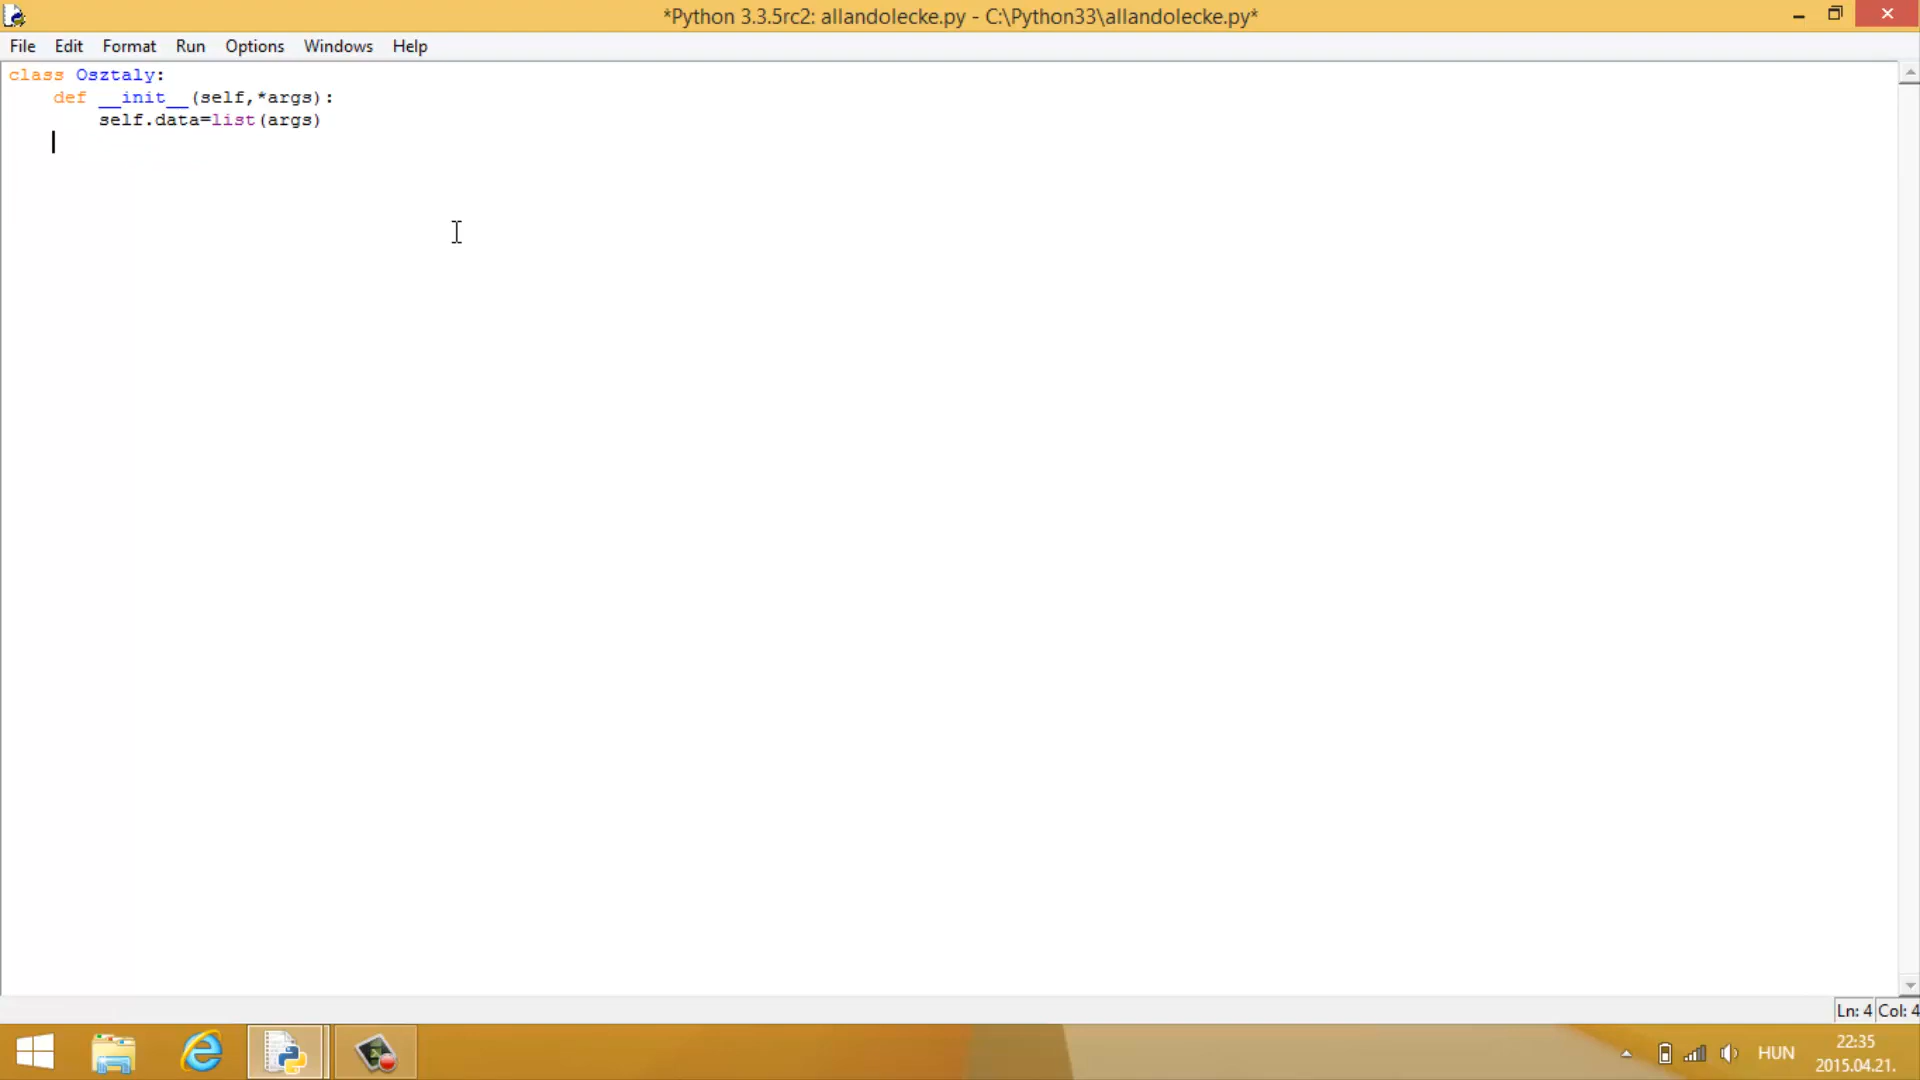 *Python 3.3.5rc2: allandolecke.py - C:\Python33\allandolecke.py*
File Edit Format Run Options Windows Help
class Osztaly:
    def __init__(self,*args):
        self.data=list(args)
Ln: 4 Col: 4
HUN
22:35
2015.04.21.